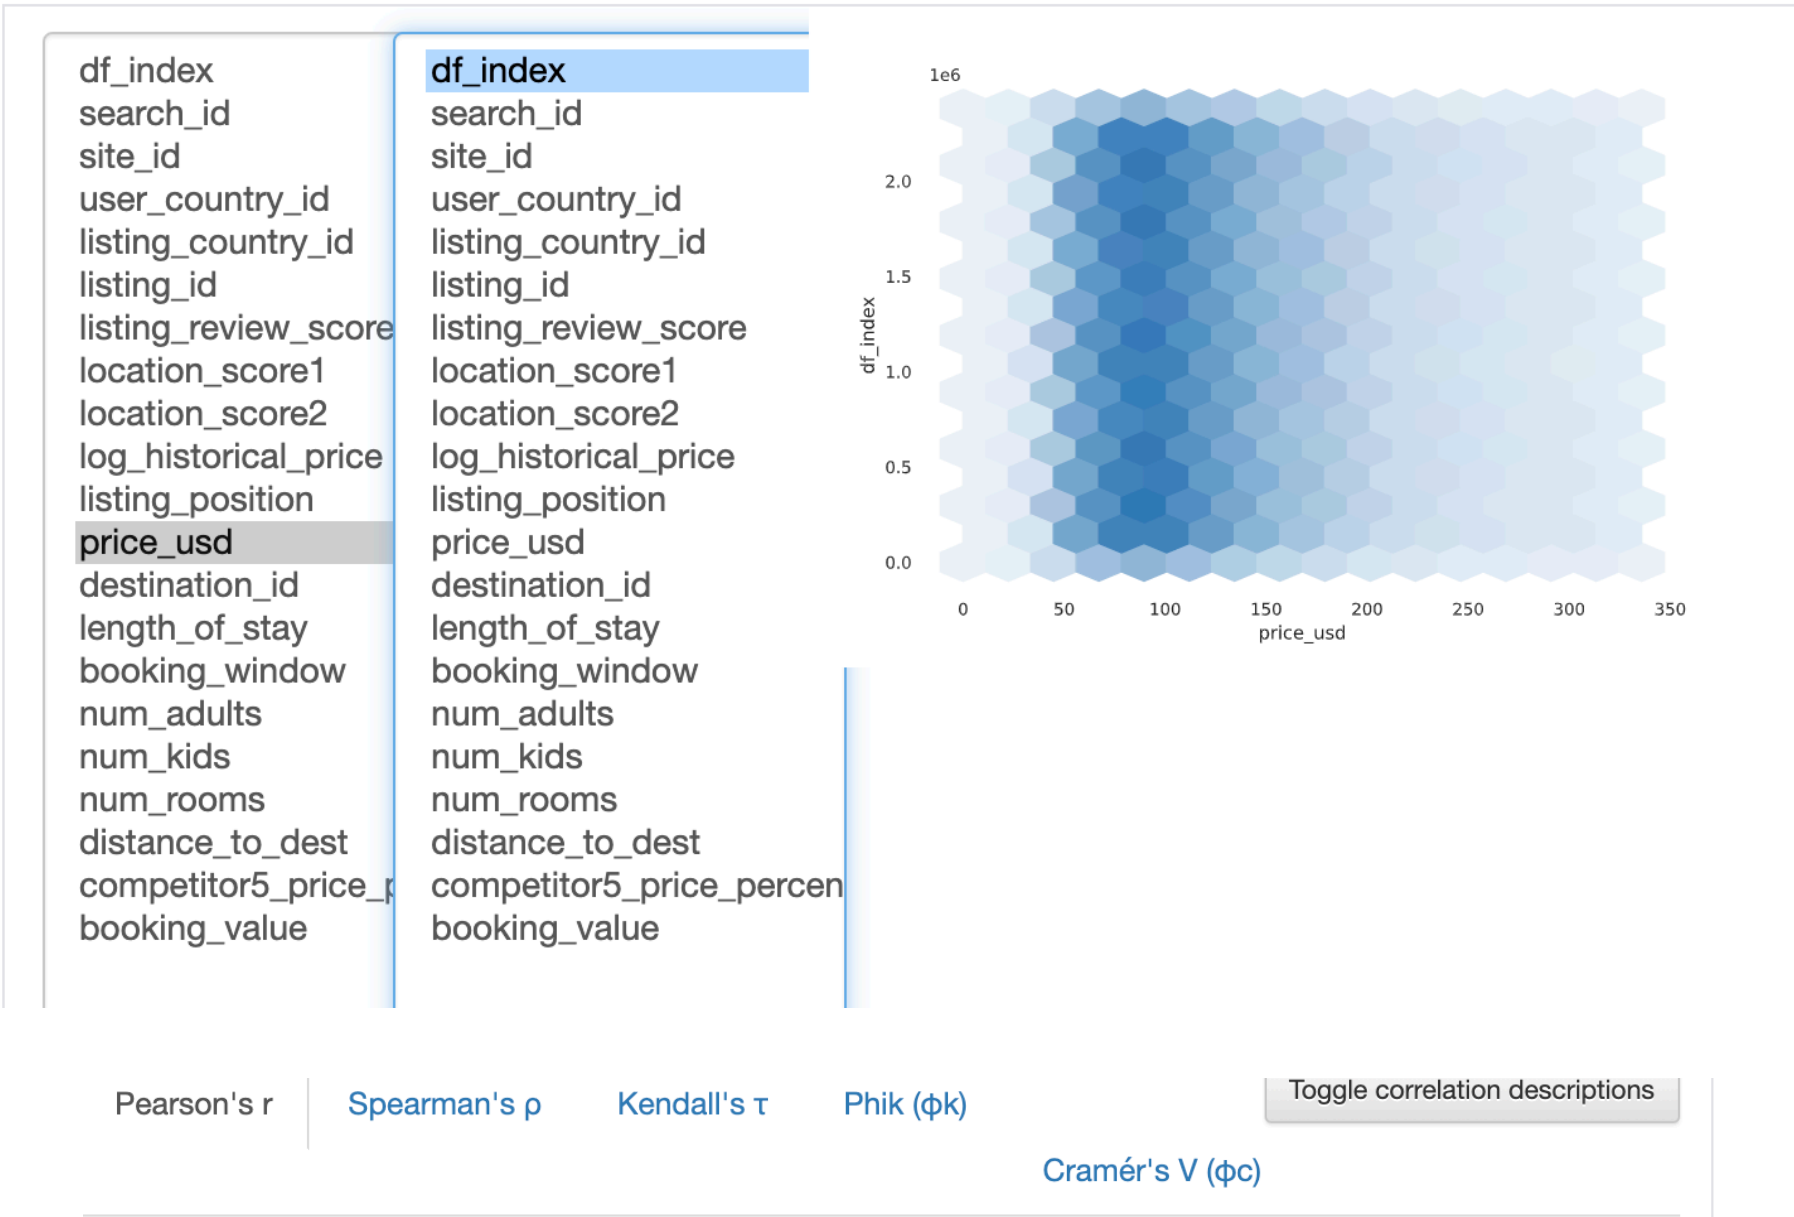 df_index
search_id
site_id
user_country_id
listing_country_id
listing_id
listing_review_score
location_score1
location_score2
log_historical_price
listing_position
price_usd
destination_id
length_of_stay
booking_window
num_adults
num_kids
num_rooms
distance_to_dest
competitor5_price_p
booking_value
df_index
search_id
site_id
user_country_id
listing_country_id
listing_id
listing_review_score
location_score1
location_score2
log_historical_price
listing_position
price_usd
destination_id
length_of_stay
booking_window
num_adults
num_kids
num_rooms
distance_to_dest
competitor5_price_percen
booking_value
1e6
2.0
1.5
1.0
0.5
0.0
df_index
0 50 100 150 200 250 300 350
price_usd
Pearson's r Spearman's ρ Kendall's τ Phik (φk) Toggle correlation descriptions
Cramér's V (φc)